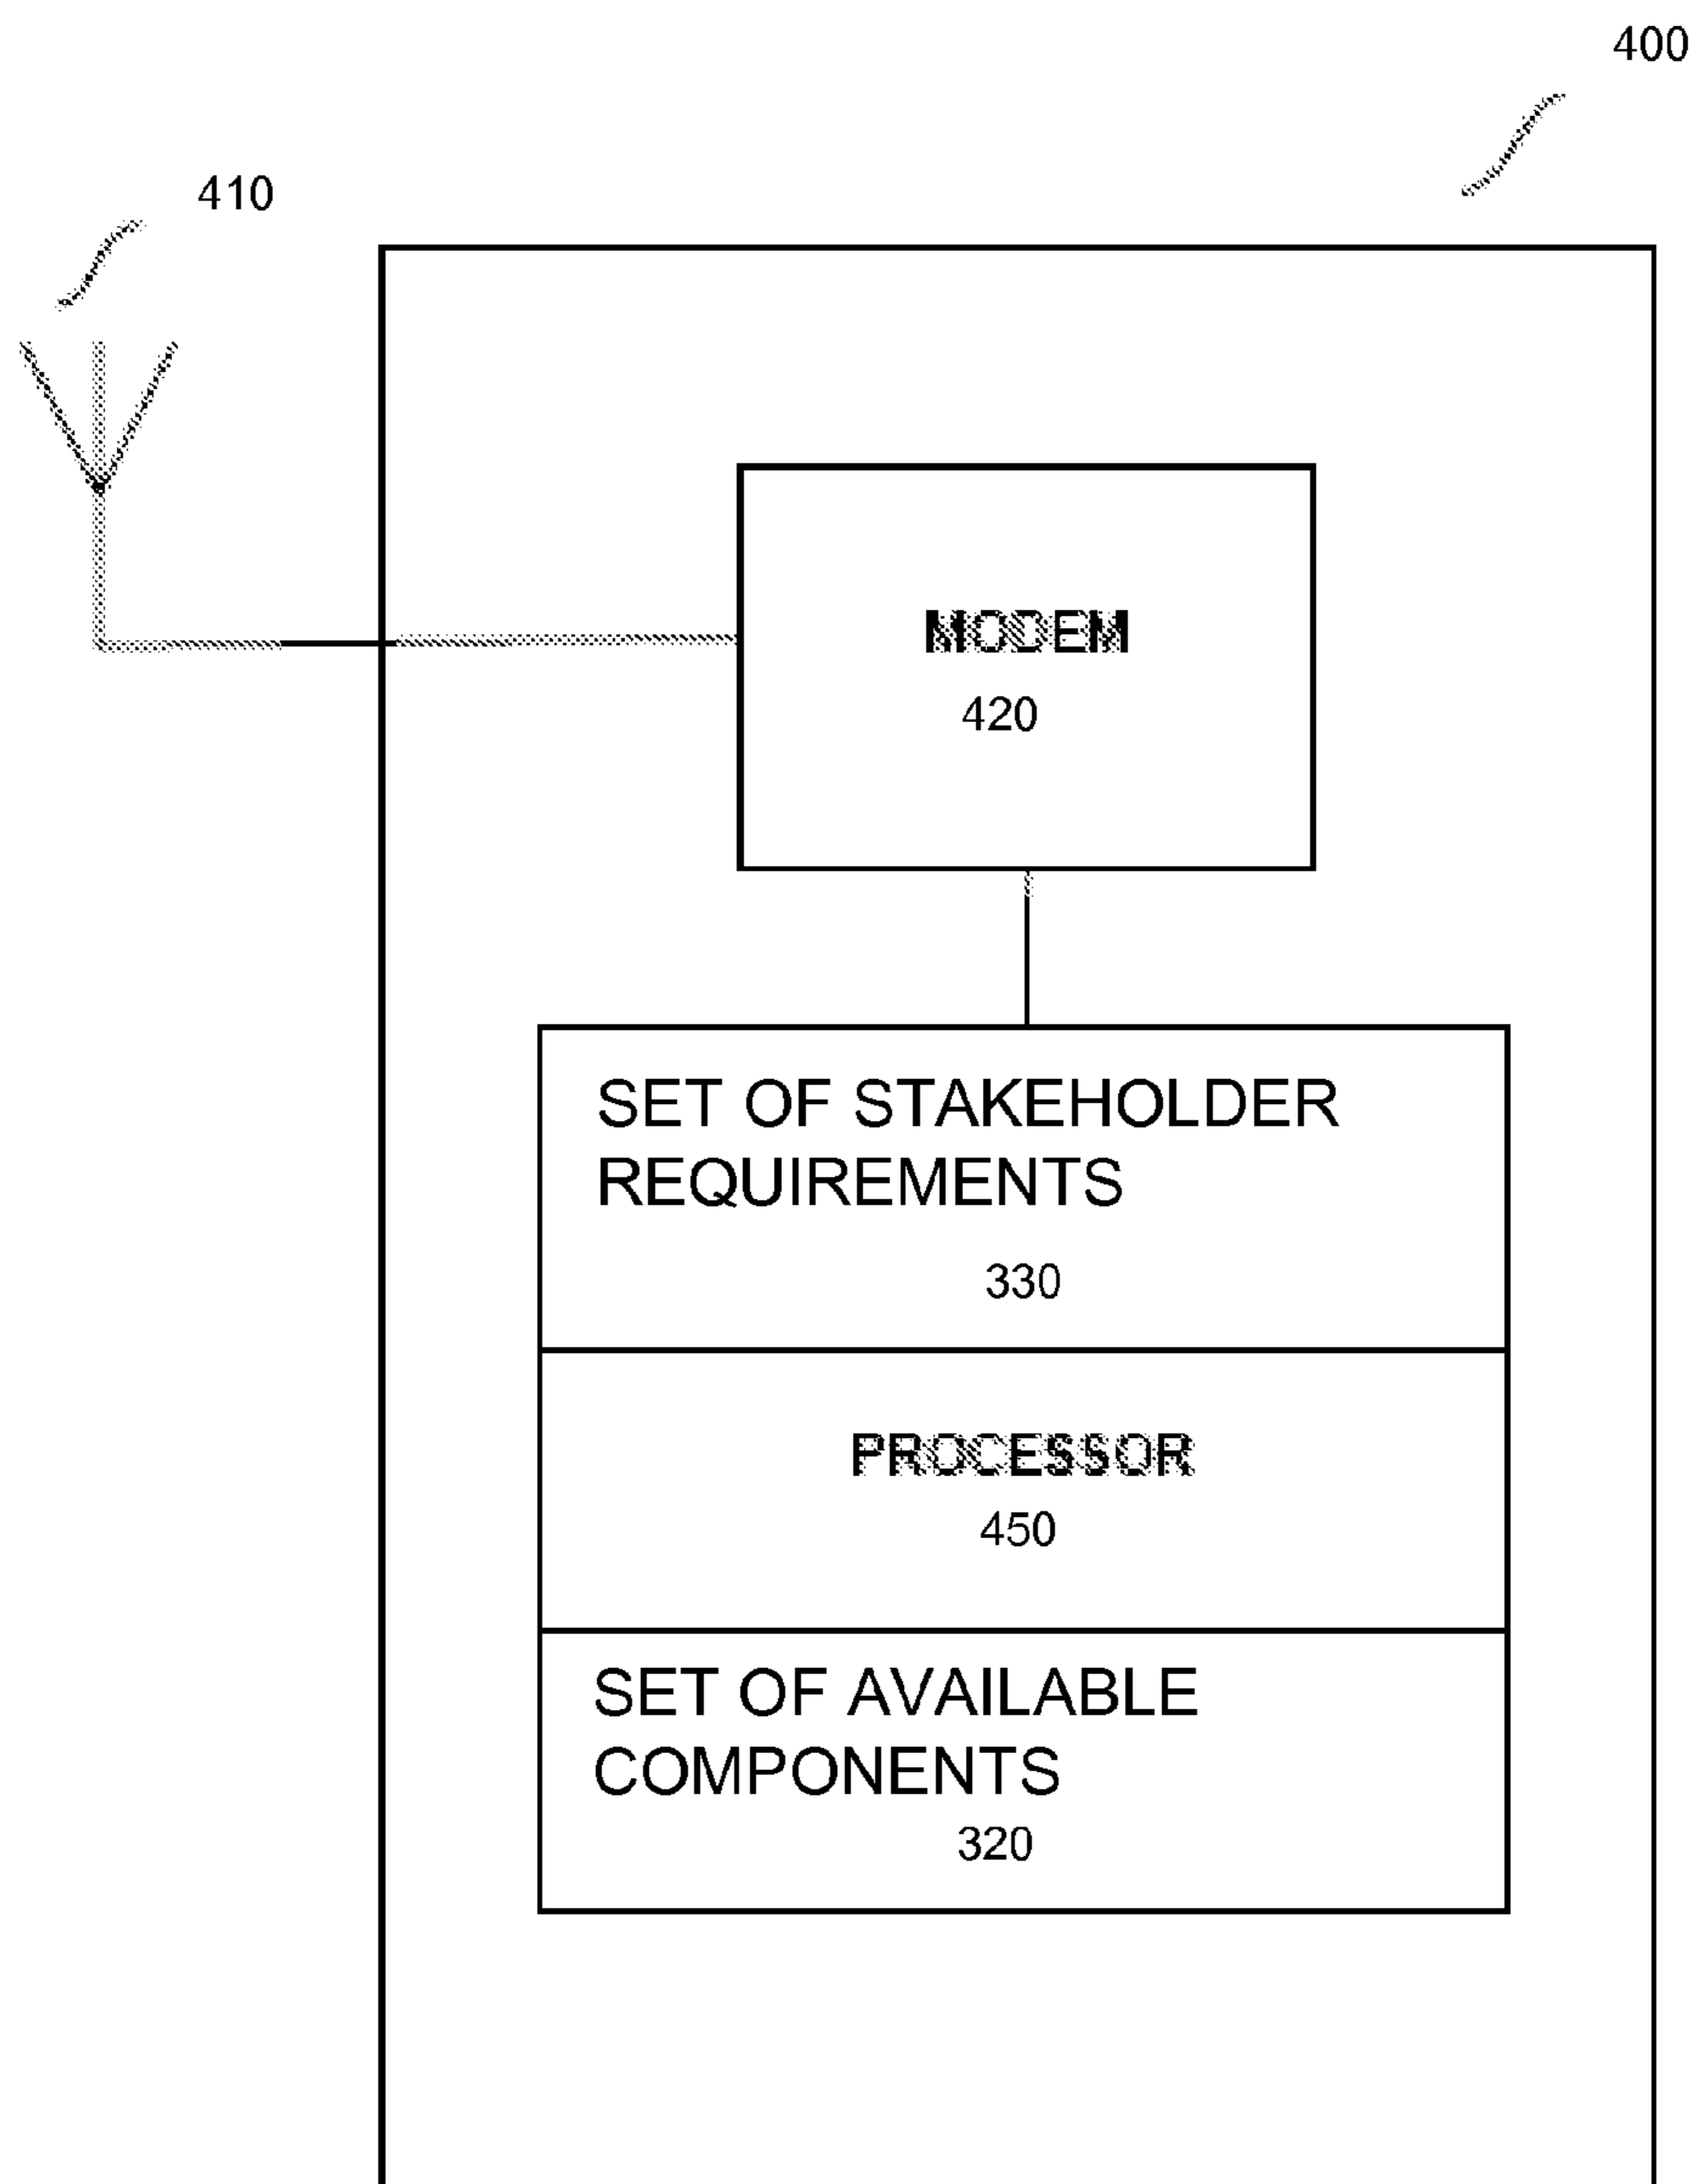 400
410
MODEM
420
SET OF STAKEHOLDER
REQUIREMENTS
330
PROCESSOR
450
SET OF AVAILABLE
COMPONENTS
320